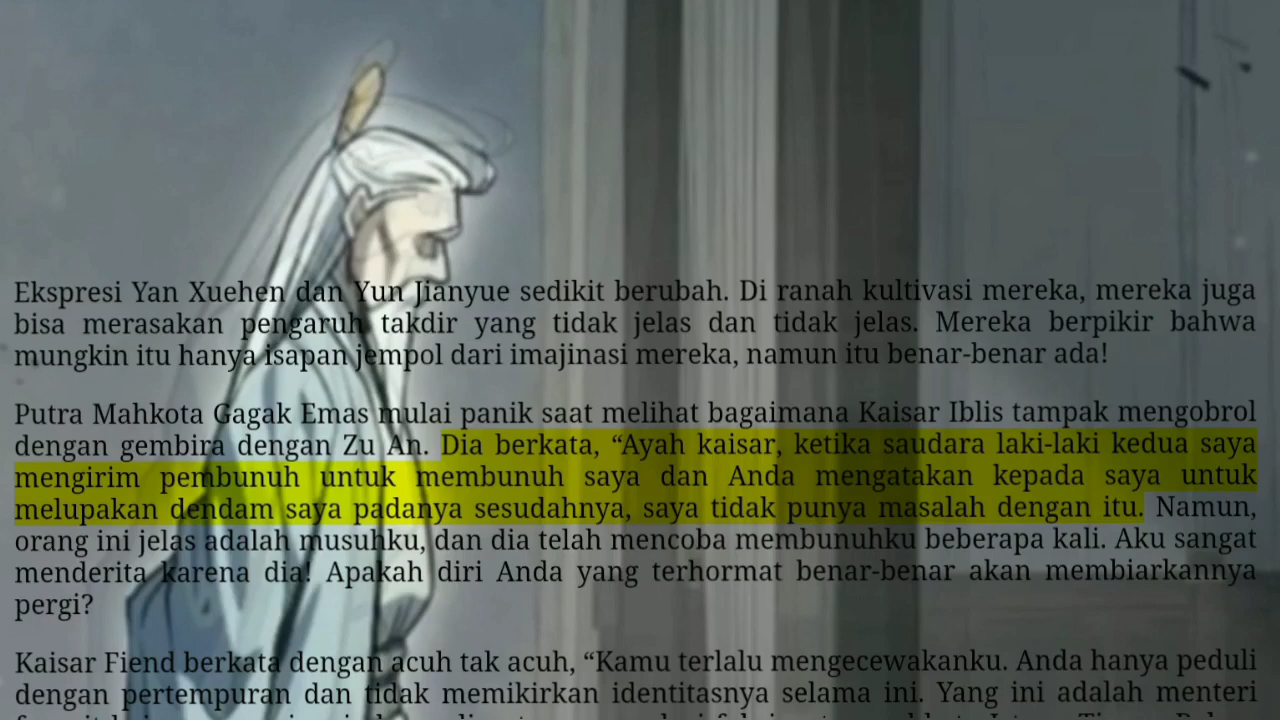 Ekspresi Yan Xuehen dan Yun Jianyue sedikit berubah. Di ranah kultivasi mereka, mereka juga
bisa merasakan pengaruh takdir yang tidak jelas dan tidak jelas. Mereka berpikir bahwa
mungkin itu hanya isapan jempol dari imajinasi mereka, namun itu benar-benar ada!
Putra Mahkota Gagak Emas mulai panik saat melihat bagaimana Kaisar Iblis tampak mengobrol
dengan gembira dengan Zu An. Dia berkata, “Ayah kaisar, ketika saudara laki-laki kedua saya
mengirim pembunuh untuk membunuh saya dan Anda mengatakan kepada saya untuk
melupakan dendam saya padanya sesudahnya, saya tidak punya masalah dengan itu. Namun,
orang ini jelas adalah musuhku, dan dia telah mencoba membunuhku beberapa kali. Aku sangat
menderita karena dia! Apakah diri Anda yang terhormat benar-benar akan membiarkannya
pergi?
Kaisar Fiend berkata dengan acuh tak acuh, “Kamu terlalu mengecewakanku. Anda hanya peduli
dengan pertempuran dan tidak memikirkan identitasnya selama ini. Yang ini adalah menteri